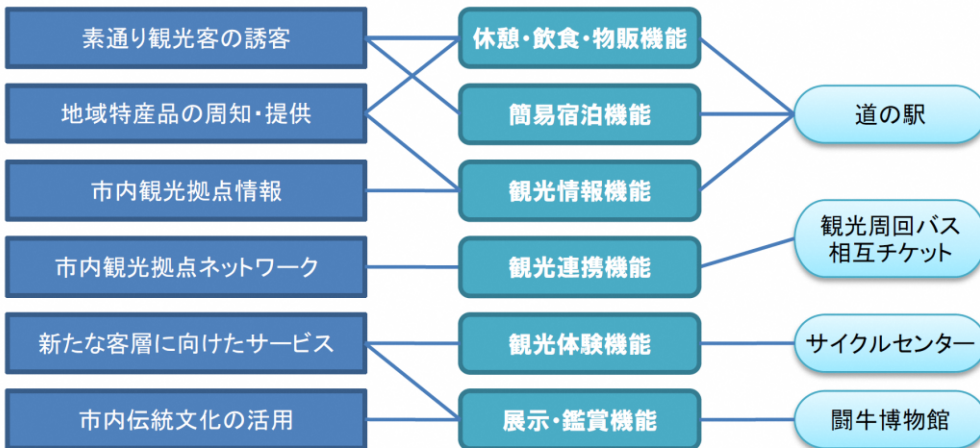 素通り観光客の誘客
休憩・飲食・物販機能
地域特産品の周知・提供
簡易宿泊機能
道の駅
市内観光拠点情報
観光情報機能
観光周回バス
相互チケット
市内観光拠点ネットワーク
観光連携機能
新たな客層に向けたサービス
観光体験機能
サイクルセンター
市内伝統文化の活用
展示・鑑賞機能
闘牛博物館